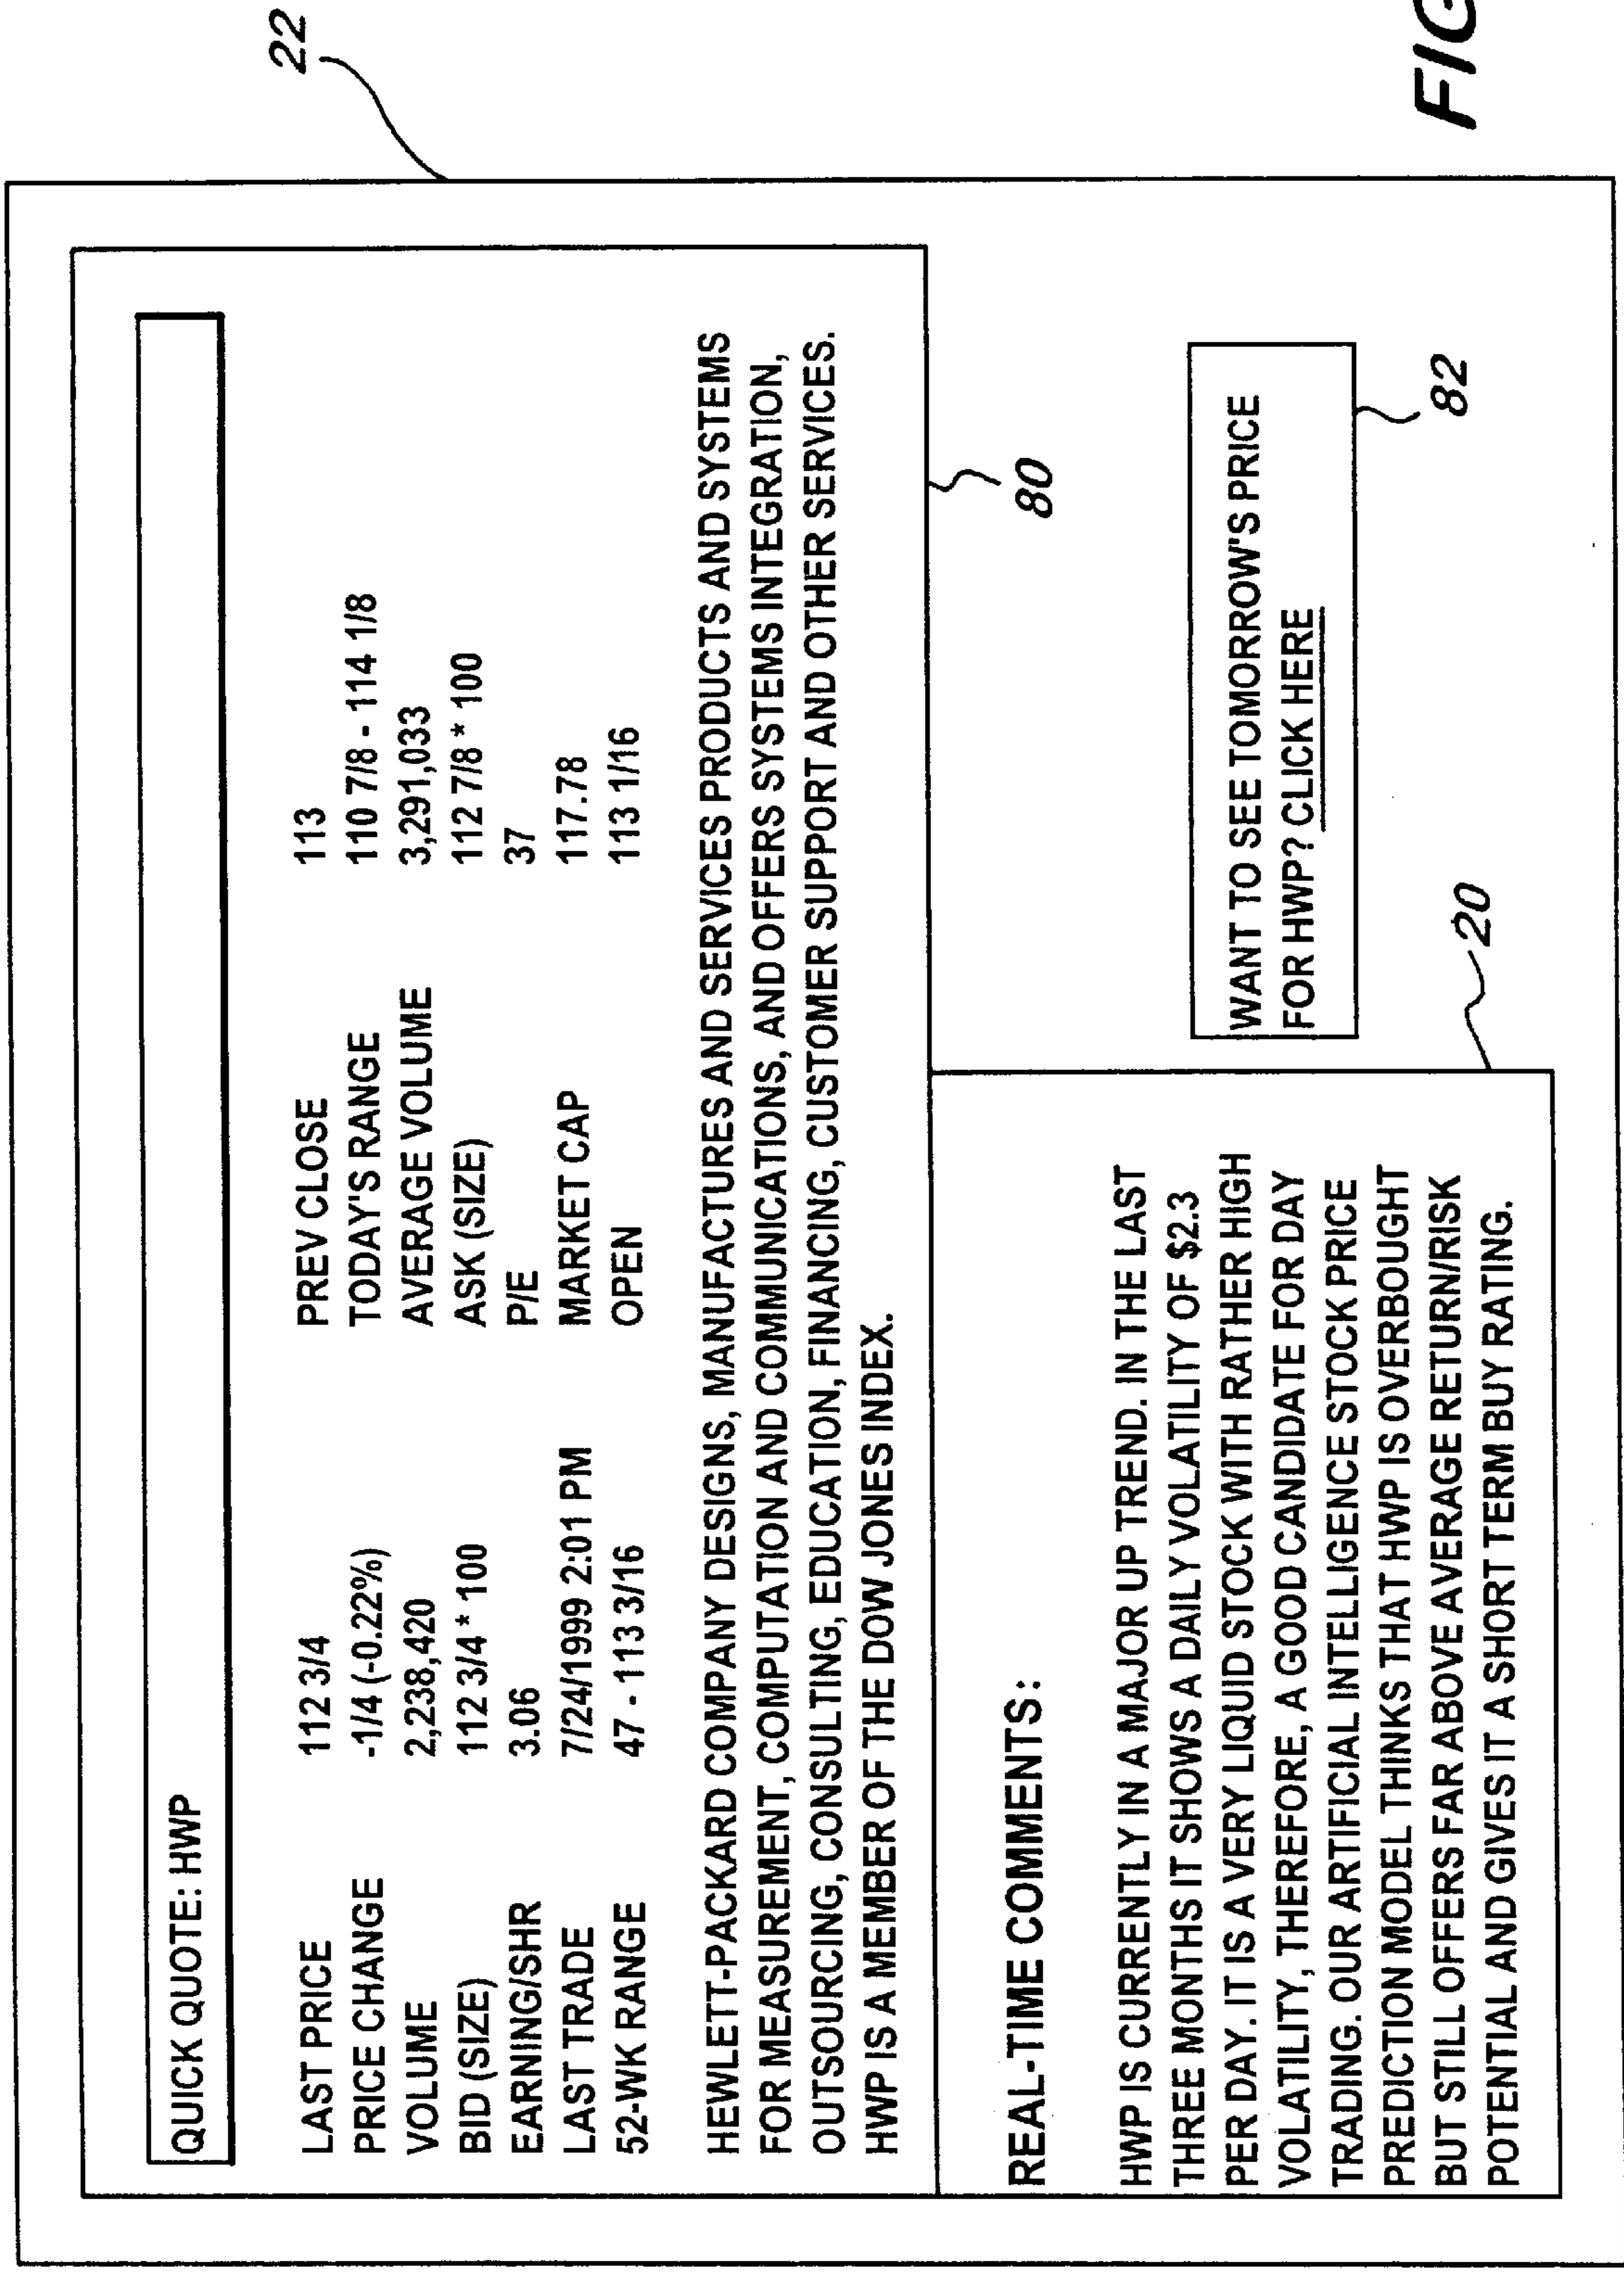 22
QUICK QUOTE: HWP
LAST PRICE 112 3/4 PREV CLOSE 113
PRICE CHANGE -1/4 (-0.22%) TODAY'S RANGE 110 7/8 - 114 1/8
VOLUME 2,238,420 AVERAGE VOLUME 3,291,033
BID (SIZE) 112 3/4 * 100 ASK (SIZE) 112 7/8 * 100
EARNING/SHR 3.06 P/E 37
LAST TRADE 7/24/1999 2:01 PM MARKET CAP 117.78
52-WK RANGE 47 - 113 3/16 OPEN 113 1/16
HEWLETT-PACKARD COMPANY DESIGNS, MANUFACTURES AND SERVICES PRODUCTS AND SYSTEMS
FOR MEASUREMENT, COMPUTATION AND COMMUNICATIONS, AND OFFERS SYSTEMS INTEGRATION,
OUTSOURCING, CONSULTING, EDUCATION, FINANCING, CUSTOMER SUPPORT AND OTHER SERVICES.
HWP IS A MEMBER OF THE DOW JONES INDEX.
80
REAL-TIME COMMENTS:
HWP IS CURRENTLY IN A MAJOR UP TREND. IN THE LAST
THREE MONTHS IT SHOWS A DAILY VOLATILITY OF $2.3
PER DAY. IT IS A VERY LIQUID STOCK WITH RATHER HIGH
VOLATILITY, THEREFORE, A GOOD CANDIDATE FOR DAY
TRADING. OUR ARTIFICIAL INTELLIGENCE STOCK PRICE
PREDICTION MODEL THINKS THAT HWP IS OVERBOUGHT
BUT STILL OFFERS FAR ABOVE AVERAGE RETURN/RISK
POTENTIAL AND GIVES IT A SHORT TERM BUY RATING.
20
WANT TO SEE TOMORROW'S PRICE
FOR HWP? CLICK HERE
82
FIG